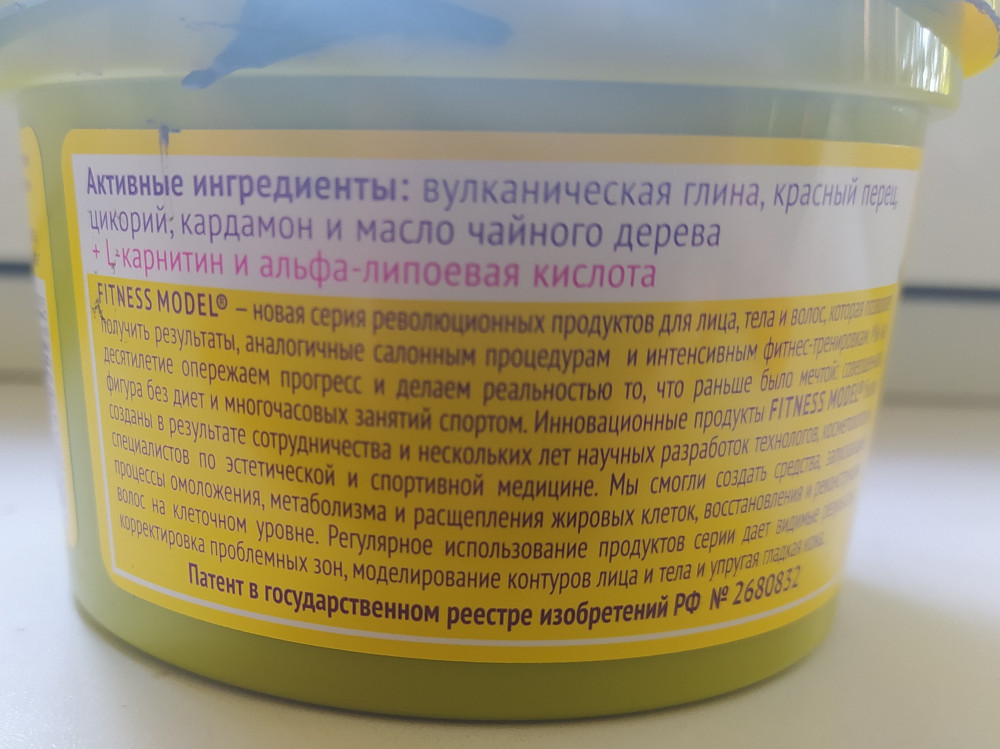 Активные ингредиенты: вулканическая глина, красный перец,
цикорий, кардамон и масло чайного дерева
+ L-карнитин и альфа-липоевая кислота
FITNESS MODEL® – новая серия революционных продуктов для лица, тела и волос, которая
получить результаты, аналогичные салонным процедурам и интенсивным фитнес-тренировкам.
десятилетие опережаем прогресс и делаем реальностью то, что раньше было мечтой:
фигура без диет и многочасовых занятий спортом. Инновационные продукты FITNESS MODEL®
созданы в результате сотрудничества и нескольких лет научных разработок технологов,
специалистов по эстетической и спортивной медицине. Мы смогли создать средства,
процессы омоложения, метаболизма и расщепления жировых клеток, восстановления и
волос на клеточном уровне. Регулярное использование продуктов серии дает видимые
корректировка проблемных зон, моделирование контуров лица и тела и упругая гладкая кожа.
Патент в государственном реестре изобретений РФ № 2680832